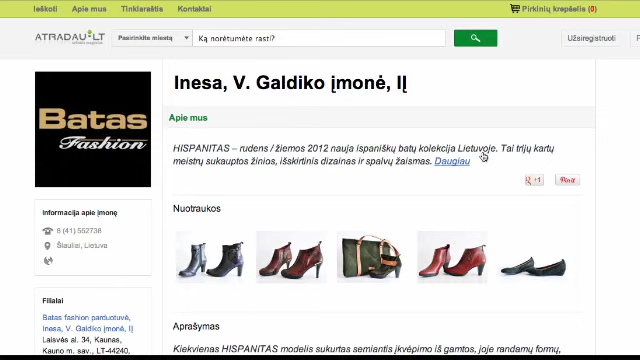 Ieškoti Apie mus Tinklaraštis Kontaktai Pirkinių krepšelis (0)
ATRADAU.LT Pasirinkite miestą Ką norėtumėte rasti? Užsiregistruoti
Inesa, V. Galdiko įmonė, IĮ
Batas
Fashion
Apie mus
HISPANITAS – rudens / žiemos 2012 nauja ispaniškų batų kolekcija Lietuvoje. Tai trijų kartų
meistrų sukauptos žinios, išskirtinis dizainas ir spalvų žaismas. Daugiau
+1 Pin it
Informacija apie įmonę
8 (41) 552738
Šiauliai, Lietuva
Nuotraukos
Filialai
Batas fashion parduotuvė,
Inesa, V. Galdiko įmonė, IĮ
Laisvės al. 34, Kaunas,
Kauno m. sav., LT-44240,
Aprašymas
Kiekvienas HISPANITAS modelis sukurtas semiantis įkvėpimo iš gamtos, joje randamų formų,